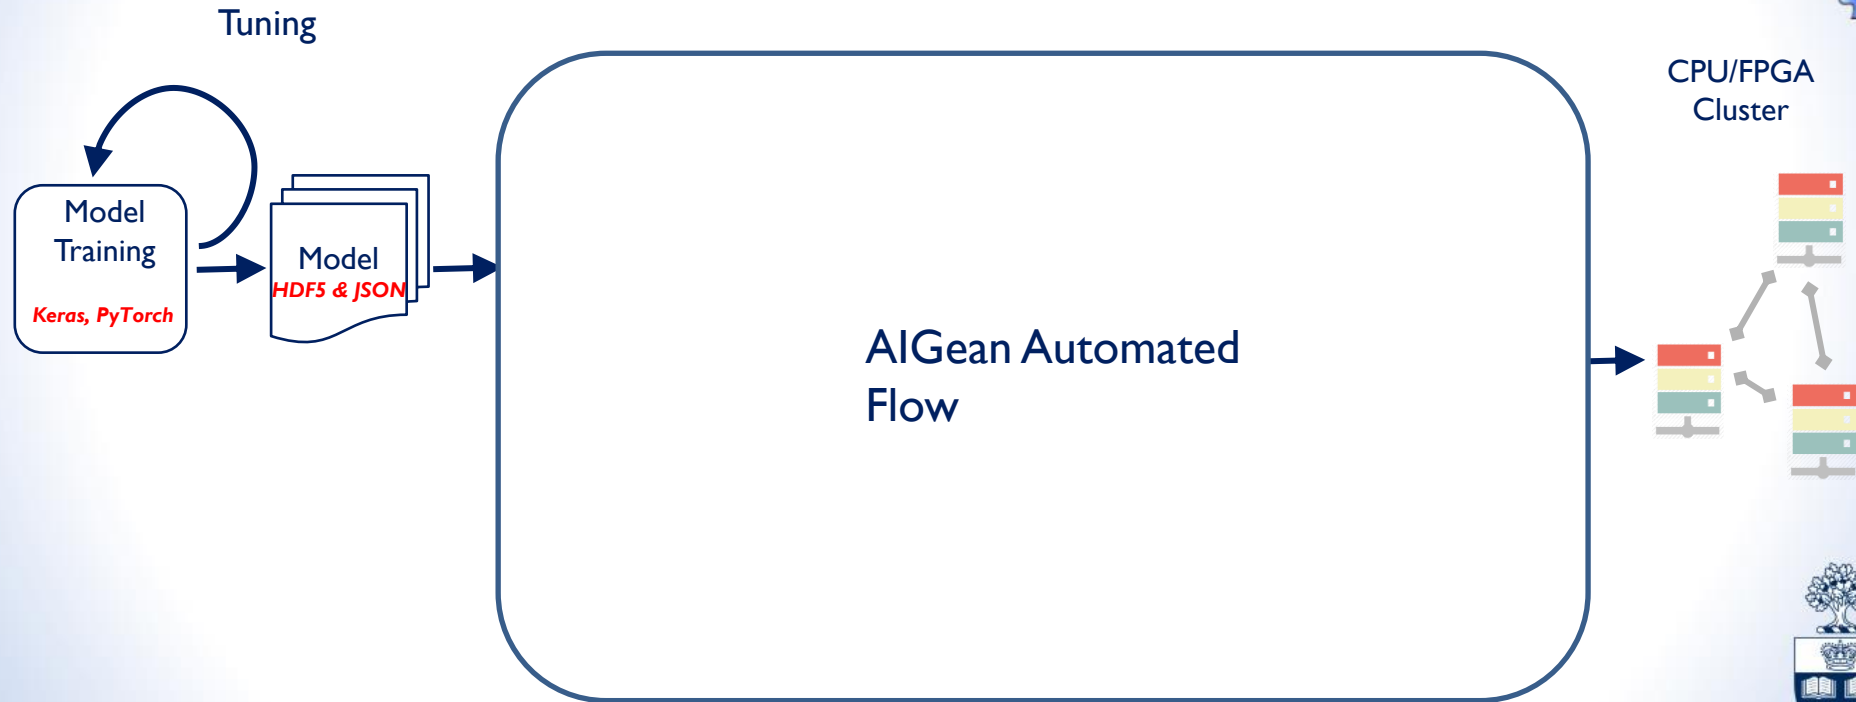 Tuning
CPU/FPGA
Cluster
Model
Training
Keras, PyTorch
Model
HDF5 & JSON
AIGean Automated
Flow